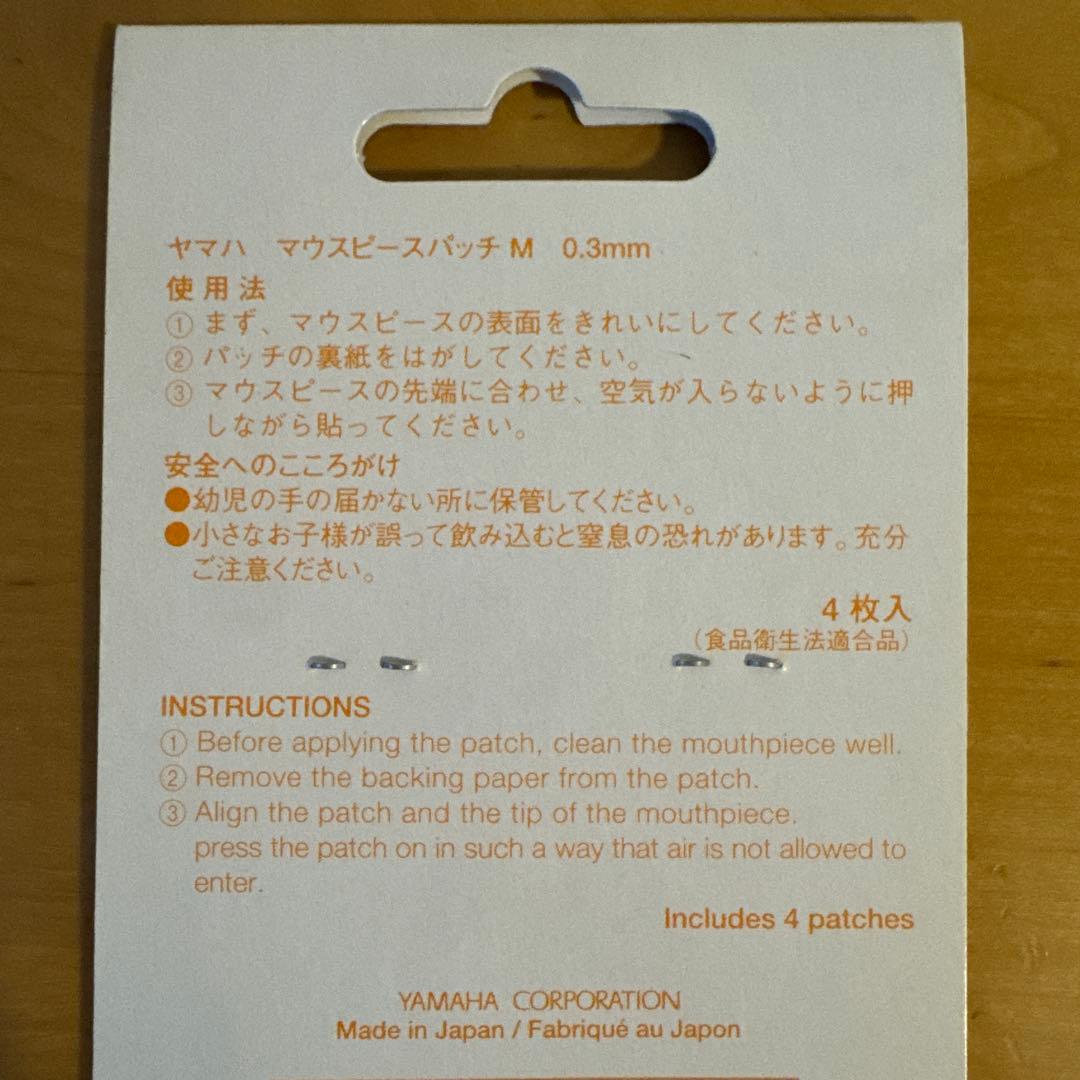 ヤマハ　マウスピースパッチ M　0.3mm
使用法
① まず、マウスピースの表面をきれいにしてください。
② パッチの裏紙をはがしてください。
③ マウスピースの先端に合わせ、空気が入らないように押
しながら貼ってください。
安全へのこころがけ
●幼児の手の届かない所に保管してください。
●小さなお子様が誤って飲み込むと窒息の恐れがあります。充分
ご注意ください。
4 枚入
（食品衛生法適合品）
INSTRUCTIONS
① Before applying the patch, clean the mouthpiece well.
② Remove the backing paper from the patch.
③ Align the patch and the tip of the mouthpiece.
press the patch on in such a way that air is not allowed to
enter.
Includes 4 patches
YAMAHA CORPORATION
Made in Japan / Fabriqué au Japon